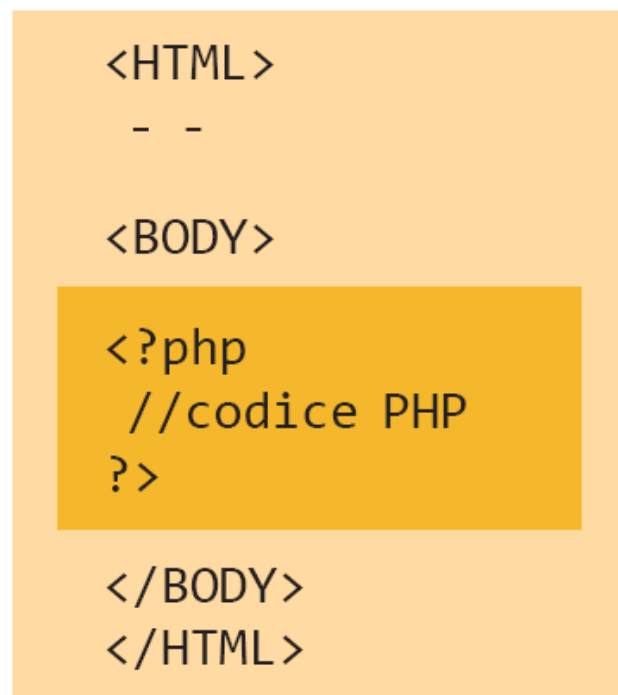 <HTML>
- -
<BODY>
<?php
//codice PHP
?>
</BODY>
</HTML>